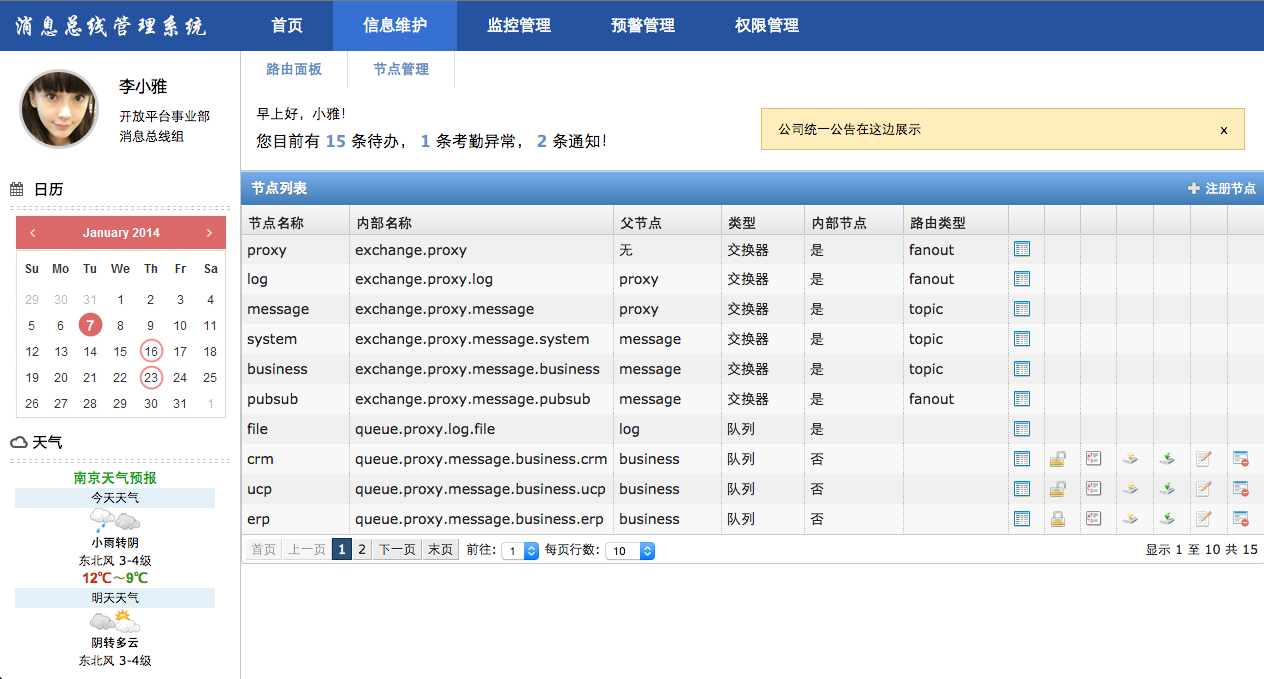 消息总线管理系统 首页 信息维护 监控管理 预警管理 权限管理
路由面板 节点管理
李小雅
开放平台事业部
消息总线组
早上好，小雅！
您目前有 15 条待办， 1 条考勤异常， 2 条通知！
公司统一公告在这边展示 x
日历
‹ January 2014 ›
Su Mo Tu We Th Fr Sa
29 30 31 1 2 3 4
5 6 7 8 9 10 11
12 13 14 15 16 17 18
19 20 21 22 23 24 25
26 27 28 29 30 31 1
天气
南京天气预报
今天天气
小雨转阴
东北风 3-4级
12℃～9℃
明天天气
阴转多云
东北风 3-4级
节点列表 注册节点
节点名称 内部名称 父节点 类型 内部节点 路由类型
proxy exchange.proxy 无 交换器 是 fanout
log exchange.proxy.log proxy 交换器 是 fanout
message exchange.proxy.message proxy 交换器 是 topic
system exchange.proxy.message.system message 交换器 是 topic
business exchange.proxy.message.business message 交换器 是 topic
pubsub exchange.proxy.message.pubsub message 交换器 是 fanout
file queue.proxy.log.file log 队列 是
crm queue.proxy.message.business.crm business 队列 否
ucp queue.proxy.message.business.ucp business 队列 否
erp queue.proxy.message.business.erp business 队列 否
首页 上一页 1 2 下一页 末页 前往: 1 每页行数: 10 显示 1 至 10 共 15